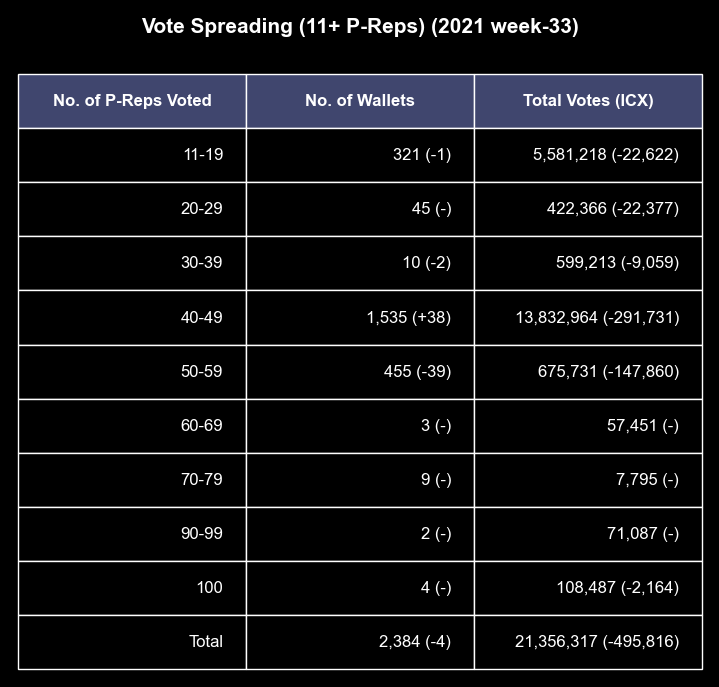 Vote Spreading (11+ P-Reps) (2021 week-33)
No. of P-Reps Voted No. of Wallets Total Votes (ICX)
11-19 321 (-1) 5,581,218 (-22,622)
20-29 45 (-) 422,366 (-22,377)
30-39 10 (-2) 599,213 (-9,059)
40-49 1,535 (+38) 13,832,964 (-291,731)
50-59 455 (-39) 675,731 (-147,860)
60-69 3 (-) 57,451 (-)
70-79 9 (-) 7,795 (-)
90-99 2 (-) 71,087 (-)
100 4 (-) 108,487 (-2,164)
Total 2,384 (-4) 21,356,317 (-495,816)